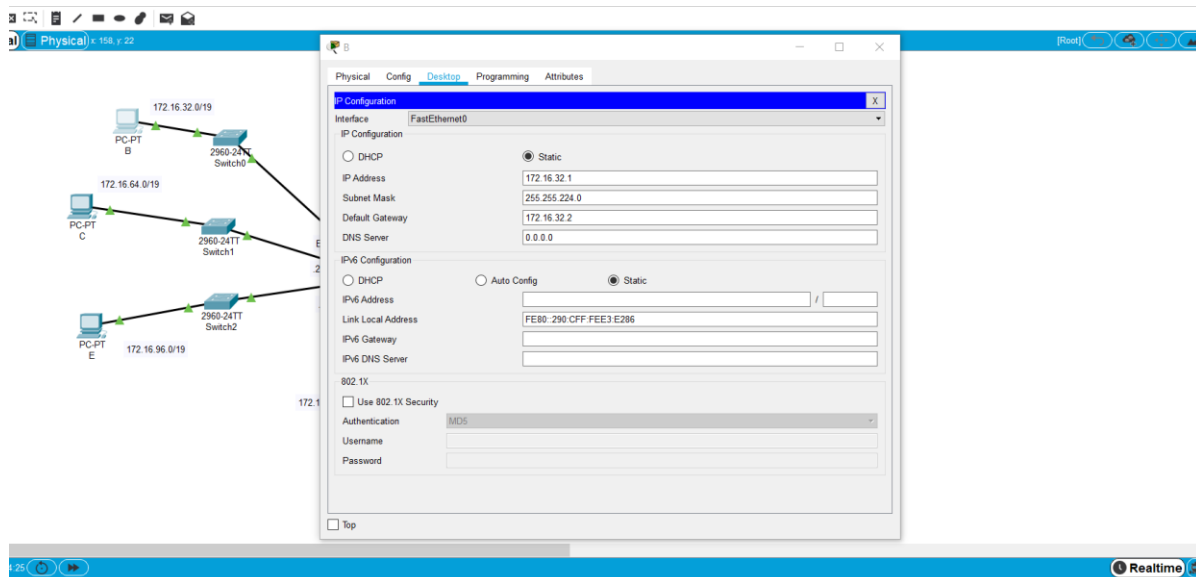 Physical x: 158, y: 22
[Root]
B
Physical Config Desktop Programming Attributes
IP Configuration X
Interface FastEthernet0
IP Configuration
DHCP Static
IP Address 172.16.32.1
Subnet Mask 255.255.224.0
Default Gateway 172.16.32.2
DNS Server 0.0.0.0
IPv6 Configuration
DHCP Auto Config Static
IPv6 Address /
Link Local Address FE80::290:CFF:FEE3:E286
IPv6 Gateway
IPv6 DNS Server
802.1X
Use 802.1X Security
Authentication MD5
Username
Password
Top
172.16.32.0/19
PC-PT
B
2960-24TT
Switch0
172.16.64.0/19
PC-PT
C
2960-24TT
Switch1
2960-24TT
Switch2
PC-PT
E
172.16.96.0/19
172.1
4:25
Realtime